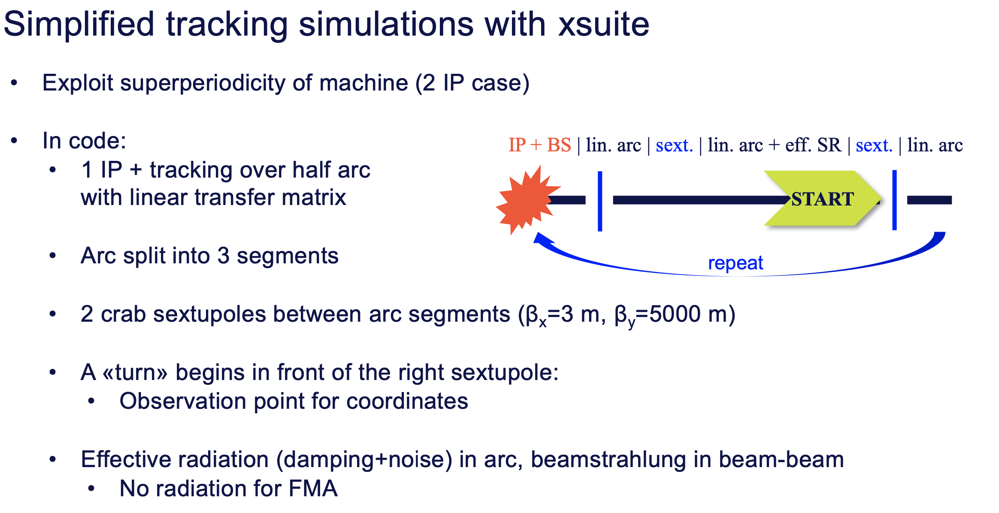 Simplified tracking simulations with xsuite
• Exploit superperiodicity of machine (2 IP case)
• In code:
• 1 IP + tracking over half arc
with linear transfer matrix
• Arc split into 3 segments
• 2 crab sextupoles between arc segments (βx=3 m, βy=5000 m)
• A «turn» begins in front of the right sextupole:
• Observation point for coordinates
• Effective radiation (damping+noise) in arc, beamstrahlung in beam-beam
• No radiation for FMA
IP + BS | lin. arc | sext. | lin. arc + eff. SR | sext. | lin. arc
START
repeat